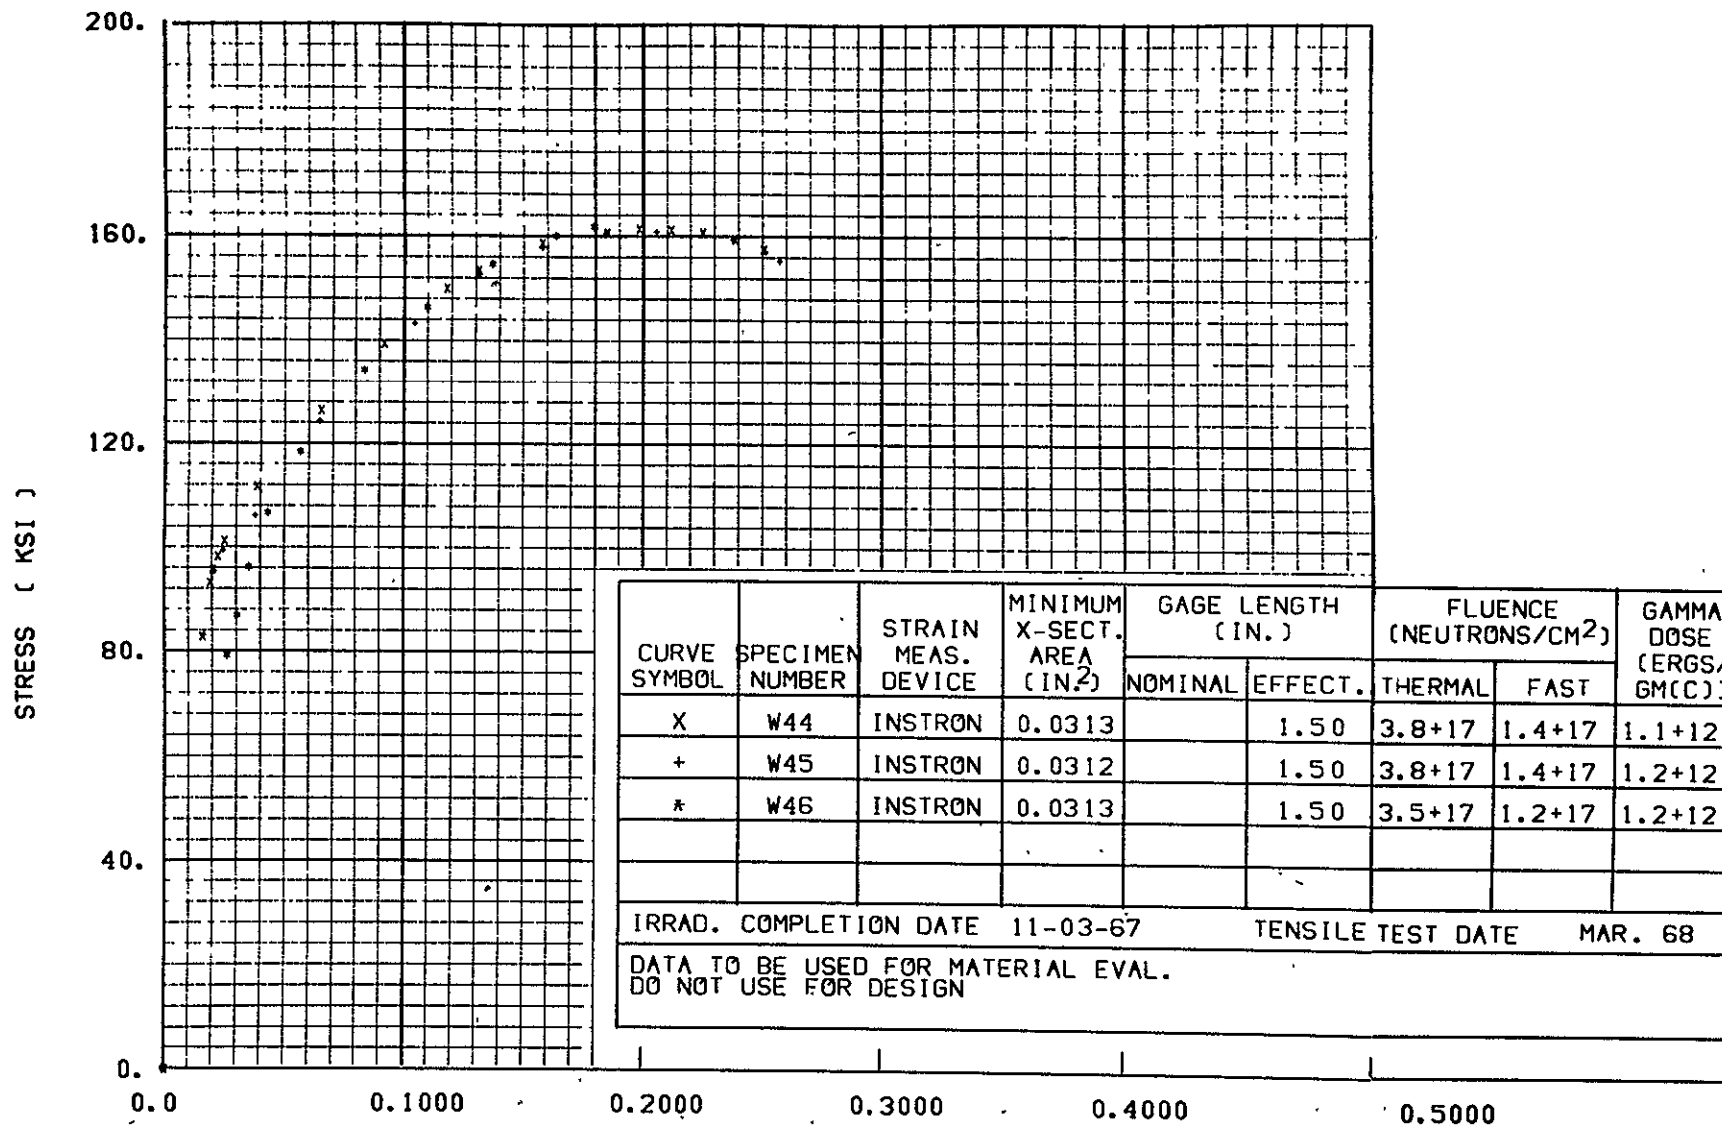 200.
160.
120.
80.
40.
0.
STRESS ( KSI )
0.0 0.1000 0.2000 0.3000 0.4000 0.5000
CURVE SYMBOL SPECIMEN NUMBER STRAIN MEAS. DEVICE MINIMUM X-SECT. AREA (IN.2) GAGE LENGTH (IN.) FLUENCE (NEUTRONS/CM2) GAMMA DOSE (ERGS/ GM(C))
NOMINAL EFFECT. THERMAL FAST
X W44 INSTRON 0.0313 1.50 3.8+17 1.4+17 1.1+12
+ W45 INSTRON 0.0312 1.50 3.8+17 1.4+17 1.2+12
* W46 INSTRON 0.0313 1.50 3.5+17 1.2+17 1.2+12
IRRAD. COMPLETION DATE 11-03-67 TENSILE TEST DATE MAR. 68
DATA TO BE USED FOR MATERIAL EVAL.
DO NOT USE FOR DESIGN